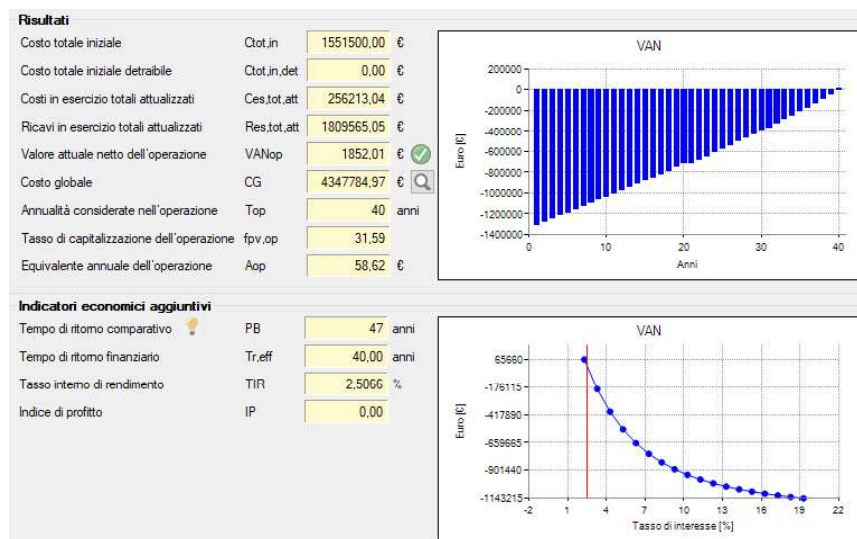 Risultati
Costo totale iniziale Ctot,in 1551500,00 €
Costo totale iniziale detraibile Ctot,in,det 0,00 €
Costi in esercizio totali attualizzati Ces,tot,att 256213,04 €
Ricavi in esercizio totali attualizzati Res,tot,att 1809565,05 €
Valore attuale netto dell'operazione VANop 1852,01 €
Costo globale CG 4347784,97 €
Annualità considerate nell'operazione Top 40 anni
Tasso di capitalizzazione dell'operazione fpv,op 31,59
Equivalente annuale dell'operazione Aop 58,62 €
VAN
Euro [€]
200000
0
-200000
-400000
-600000
-800000
-1000000
-1200000
-1400000
0 10 20 30 40
Anni
Indicatori economici aggiuntivi
Tempo di ritorno comparativo PB 47 anni
Tempo di ritorno finanziario Tr,eff 40,00 anni
Tasso interno di rendimento TIR 2,5066 %
Indice di profitto IP 0,00
VAN
Euro [€]
65660
-176115
-417890
-659665
-901440
-1143215
-2 1 4 7 10 13 16 19 22
Tasso di interesse [%]